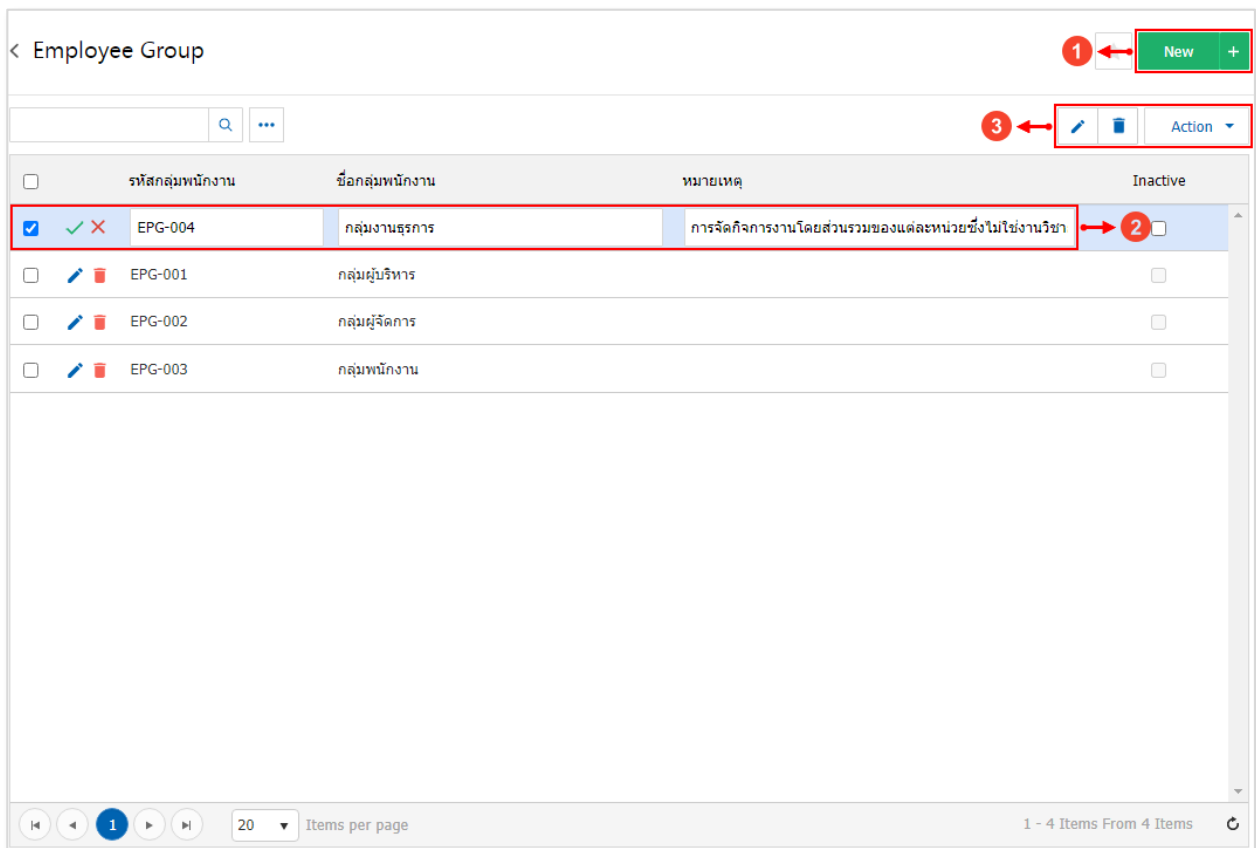 Employee Group
1
New +
3
Action
รหัสกลุ่มพนักงาน ชื่อกลุ่มพนักงาน หมายเหตุ Inactive
EPG-004 กลุ่มงานธุรการ การจัดกิจการงานโดยส่วนรวมของแต่ละหน่วยซึ่งไม่ใช่งานวิชา 2
EPG-001 กลุ่มผู้บริหาร
EPG-002 กลุ่มผู้จัดการ
EPG-003 กลุ่มพนักงาน
1 20 Items per page 1 - 4 Items From 4 Items